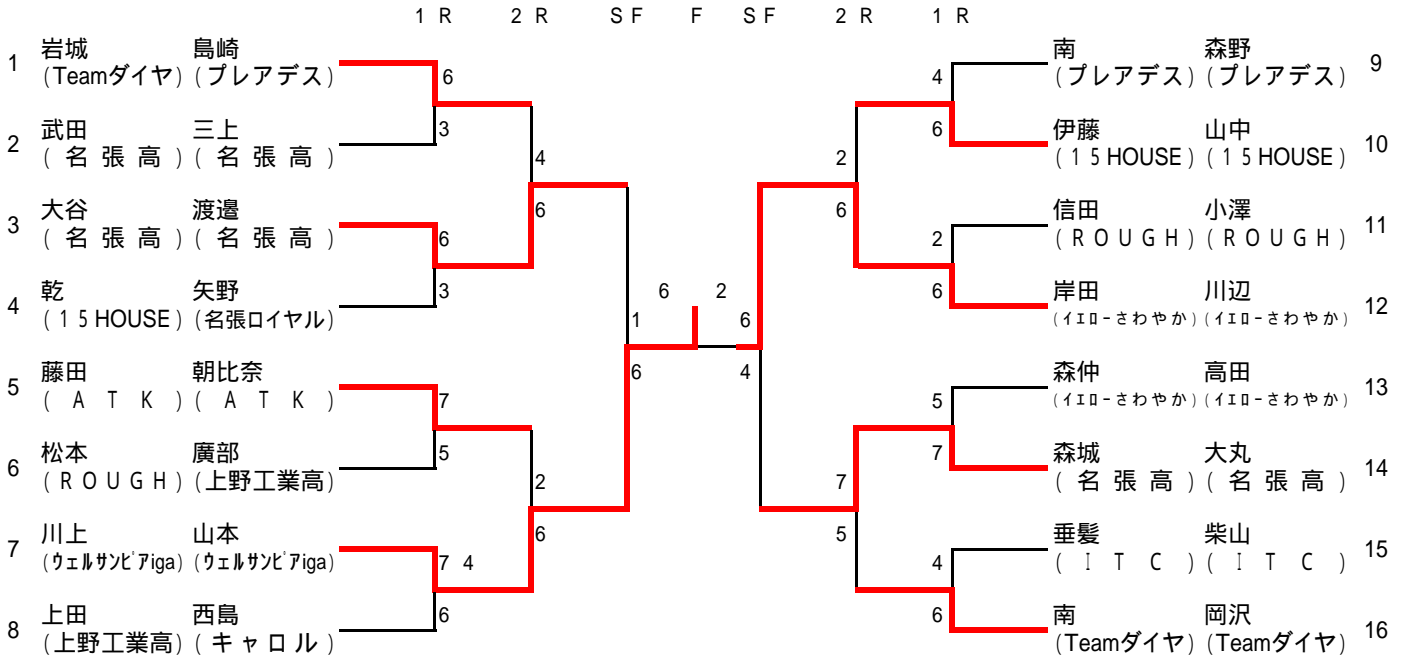 1 R 2 R S F F S F 2 R 1 R
1 岩城 島崎
(Teamダイヤ) (プレアデス)
6
2 武田 三上
(名張高) (名張高)
3
4
3 大谷 渡邉
(名張高) (名張高)
6
6
4 乾 矢野
(15HOUSE) (名張ロイヤル)
3
1
6 2
5 藤田 朝比奈
(ATK) (ATK)
7
6
6 松本 廣部
(ROUGH) (上野工業高)
5
2
7 川上 山本
(ウェルサンピアiga) (ウェルサンピアiga)
7 4
6
8 上田 西島
(上野工業高) (キャロル)
6
南 森野 9
(プレアデス) (プレアデス)
4
伊藤 山中 10
(15HOUSE) (15HOUSE)
6
2
信田 小澤 11
(ROUGH) (ROUGH)
2
6
岸田 川辺 12
(イエローさわやか) (イエローさわやか)
6
6
森仲 高田 13
(イエローさわやか) (イエローさわやか)
5
4
森城 大丸 14
(名張高) (名張高)
7
7
垂髪 柴山 15
(ITC) (ITC)
4
5
南 岡沢 16
(Teamダイヤ) (Teamダイヤ)
6